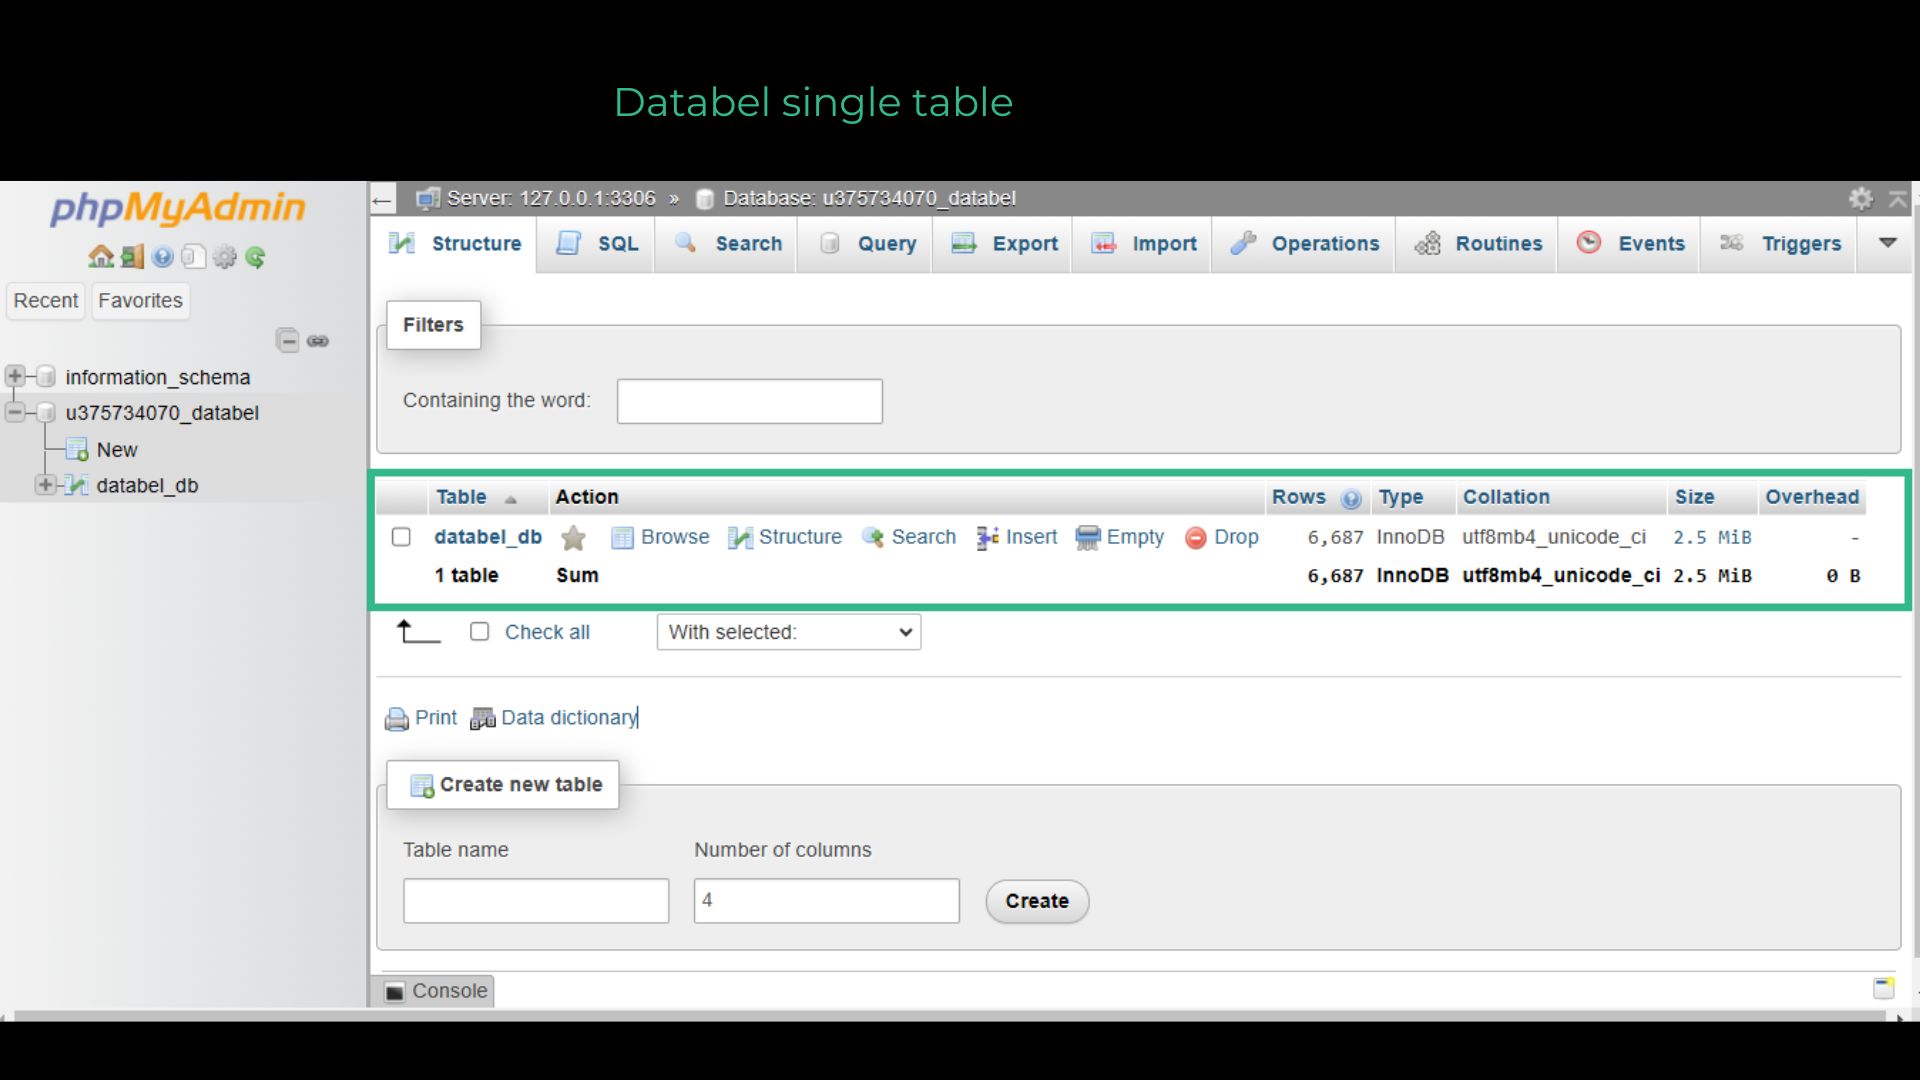 Databel single table
phpMyAdmin
Recent Favorites
information_schema
u375734070_databel
New
databel_db
Server: 127.0.0.1:3306 » Database: u375734070_databel
Structure SQL Search Query Export Import Operations Routines Events Triggers
Filters
Containing the word:
Table Action Rows Type Collation Size Overhead
databel_db Browse Structure Search Insert Empty Drop 6,687 InnoDB utf8mb4_unicode_ci 2.5 MiB -
1 table Sum 6,687 InnoDB utf8mb4_unicode_ci 2.5 MiB 0 B
Check all With selected:
Print Data dictionary
Create new table
Table name Number of columns
4 Create
Console